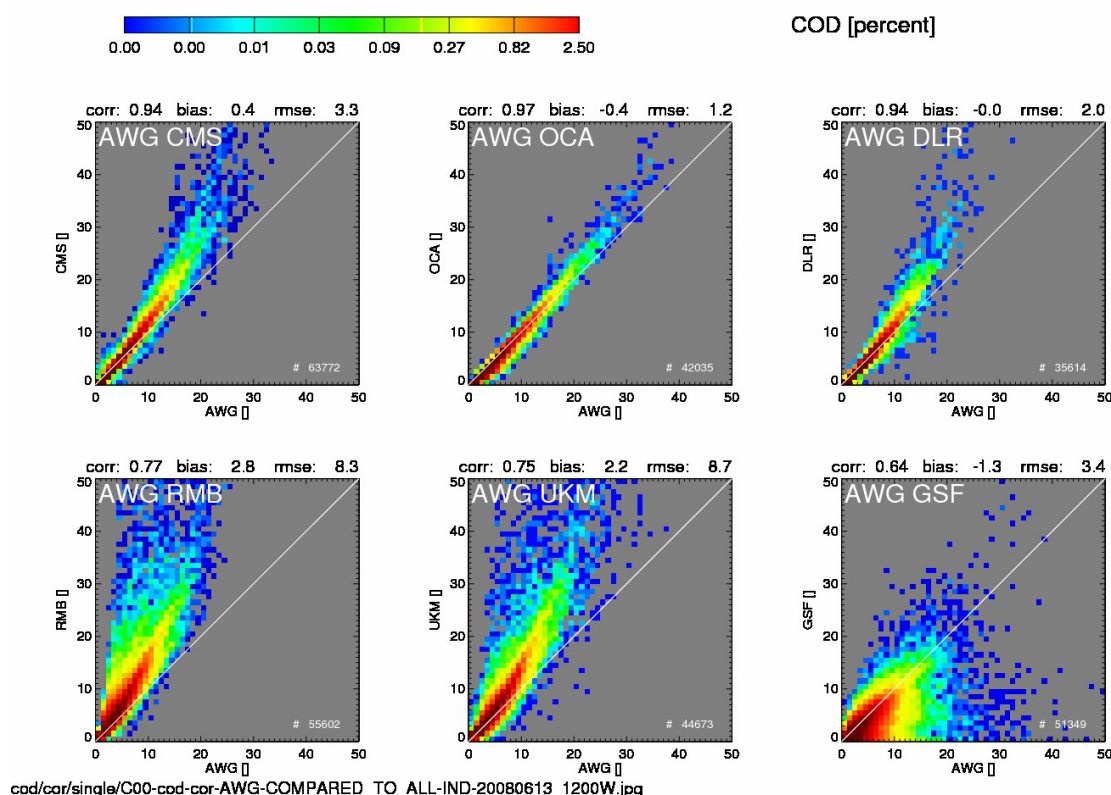 COD [percent]
0.00 0.00 0.01 0.03 0.09 0.27 0.82 2.50
corr: 0.94 bias: 0.4 rmse: 3.3
AWG CMS
50
40
30
20
10
0
CMS []
# 63772
0 10 20 30 40 50
AWG []
corr: 0.97 bias: -0.4 rmse: 1.2
AWG OCA
50
40
30
20
10
0
OCA []
# 42035
0 10 20 30 40 50
AWG []
corr: 0.94 bias: -0.0 rmse: 2.0
AWG DLR
50
40
30
20
10
0
DLR []
# 35614
0 10 20 30 40 50
AWG []
corr: 0.77 bias: 2.8 rmse: 8.3
AWG RMB
50
40
30
20
10
0
RMB []
# 55602
0 10 20 30 40 50
AWG []
corr: 0.75 bias: 2.2 rmse: 8.7
AWG UKM
50
40
30
20
10
0
UKM []
# 44673
0 10 20 30 40 50
AWG []
corr: 0.64 bias: -1.3 rmse: 3.4
AWG GSF
50
40
30
20
10
0
GSF []
# 51349
0 10 20 30 40 50
AWG []
cod/cor/single/C00-cod-cor-AWG-COMPARED_TO_ALL-IND-20080613_1200W.jpg